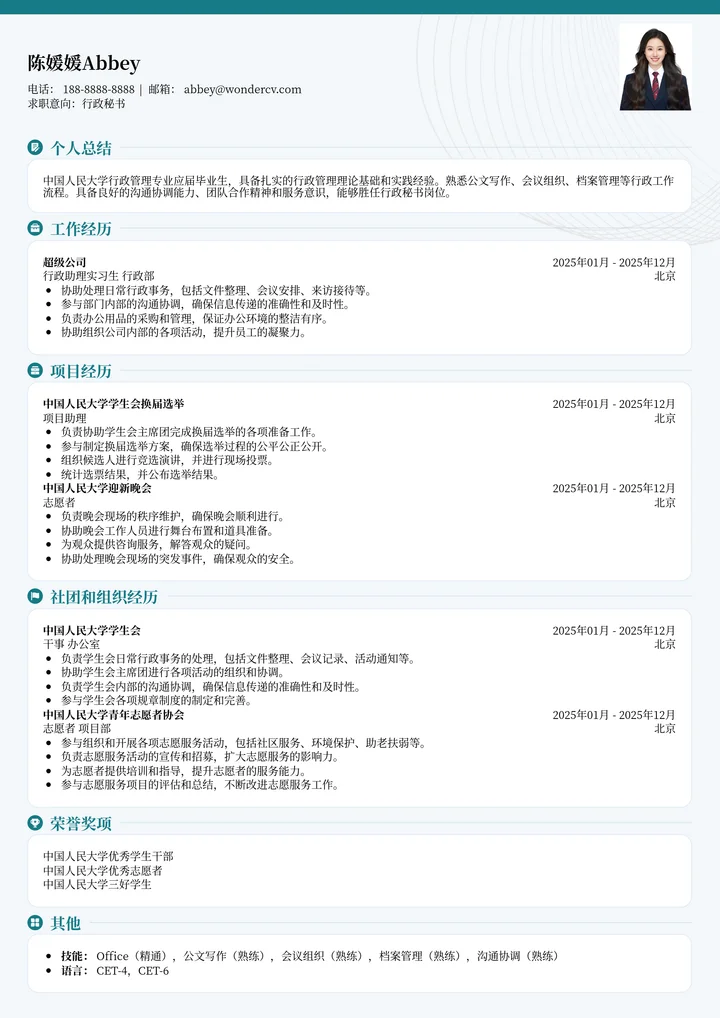 陈媛媛Abbey
电话： 188-8888-8888 | 邮箱： abbey@wondercv.com
求职意向：行政秘书
个人总结
中国人民大学行政管理专业应届毕业生，具备扎实的行政管理理论基础和实践经验。熟悉公文写作、会议组织、档案管理等行政工作
流程。具备良好的沟通协调能力、团队合作精神和服务意识，能够胜任行政秘书岗位。
工作经历
超级公司 2025年01月 - 2025年12月
行政助理实习生 行政部 北京
● 协助处理日常行政事务，包括文件整理、会议安排、来访接待等。
● 参与部门内部的沟通协调，确保信息传递的准确性和及时性。
● 负责办公用品的采购和管理，保证办公环境的整洁有序。
● 协助组织公司内部的各项活动，提升员工的凝聚力。
项目经历
中国人民大学学生会换届选举 2025年01月 - 2025年12月
项目助理 北京
● 负责协助学生会主席团完成换届选举的各项准备工作。
● 参与制定换届选举方案，确保选举过程的公平公正公开。
● 组织候选人进行竞选演讲，并进行现场投票。
● 统计选票结果，并公布选举结果。
中国人民大学迎新晚会 2025年01月 - 2025年12月
志愿者 北京
● 负责晚会现场的秩序维护，确保晚会顺利进行。
● 协助晚会工作人员进行舞台布置和道具准备。
● 为观众提供咨询服务，解答观众的疑问。
● 协助处理晚会现场的突发事件，确保观众的安全。
社团和组织经历
中国人民大学学生会 2025年01月 - 2025年12月
干事 办公室 北京
● 负责学生会日常行政事务的处理，包括文件整理、会议记录、活动通知等。
● 协助学生会主席团进行各项活动的组织和协调。
● 负责学生会内部的沟通协调，确保信息传递的准确性和及时性。
● 参与学生会各项规章制度的制定和完善。
中国人民大学青年志愿者协会 2025年01月 - 2025年12月
志愿者 项目部 北京
● 参与组织和开展各项志愿服务活动，包括社区服务、环境保护、助老扶弱等。
● 负责志愿服务活动的宣传和招募，扩大志愿服务的影响力。
● 为志愿者提供培训和指导，提升志愿者的服务能力。
● 参与志愿服务项目的评估和总结，不断改进志愿服务工作。
荣誉奖项
中国人民大学优秀学生干部
中国人民大学优秀志愿者
中国人民大学三好学生
其他
● 技能： Office（精通），公文写作（熟练），会议组织（熟练），档案管理（熟练），沟通协调（熟练）
● 语言： CET-4，CET-6